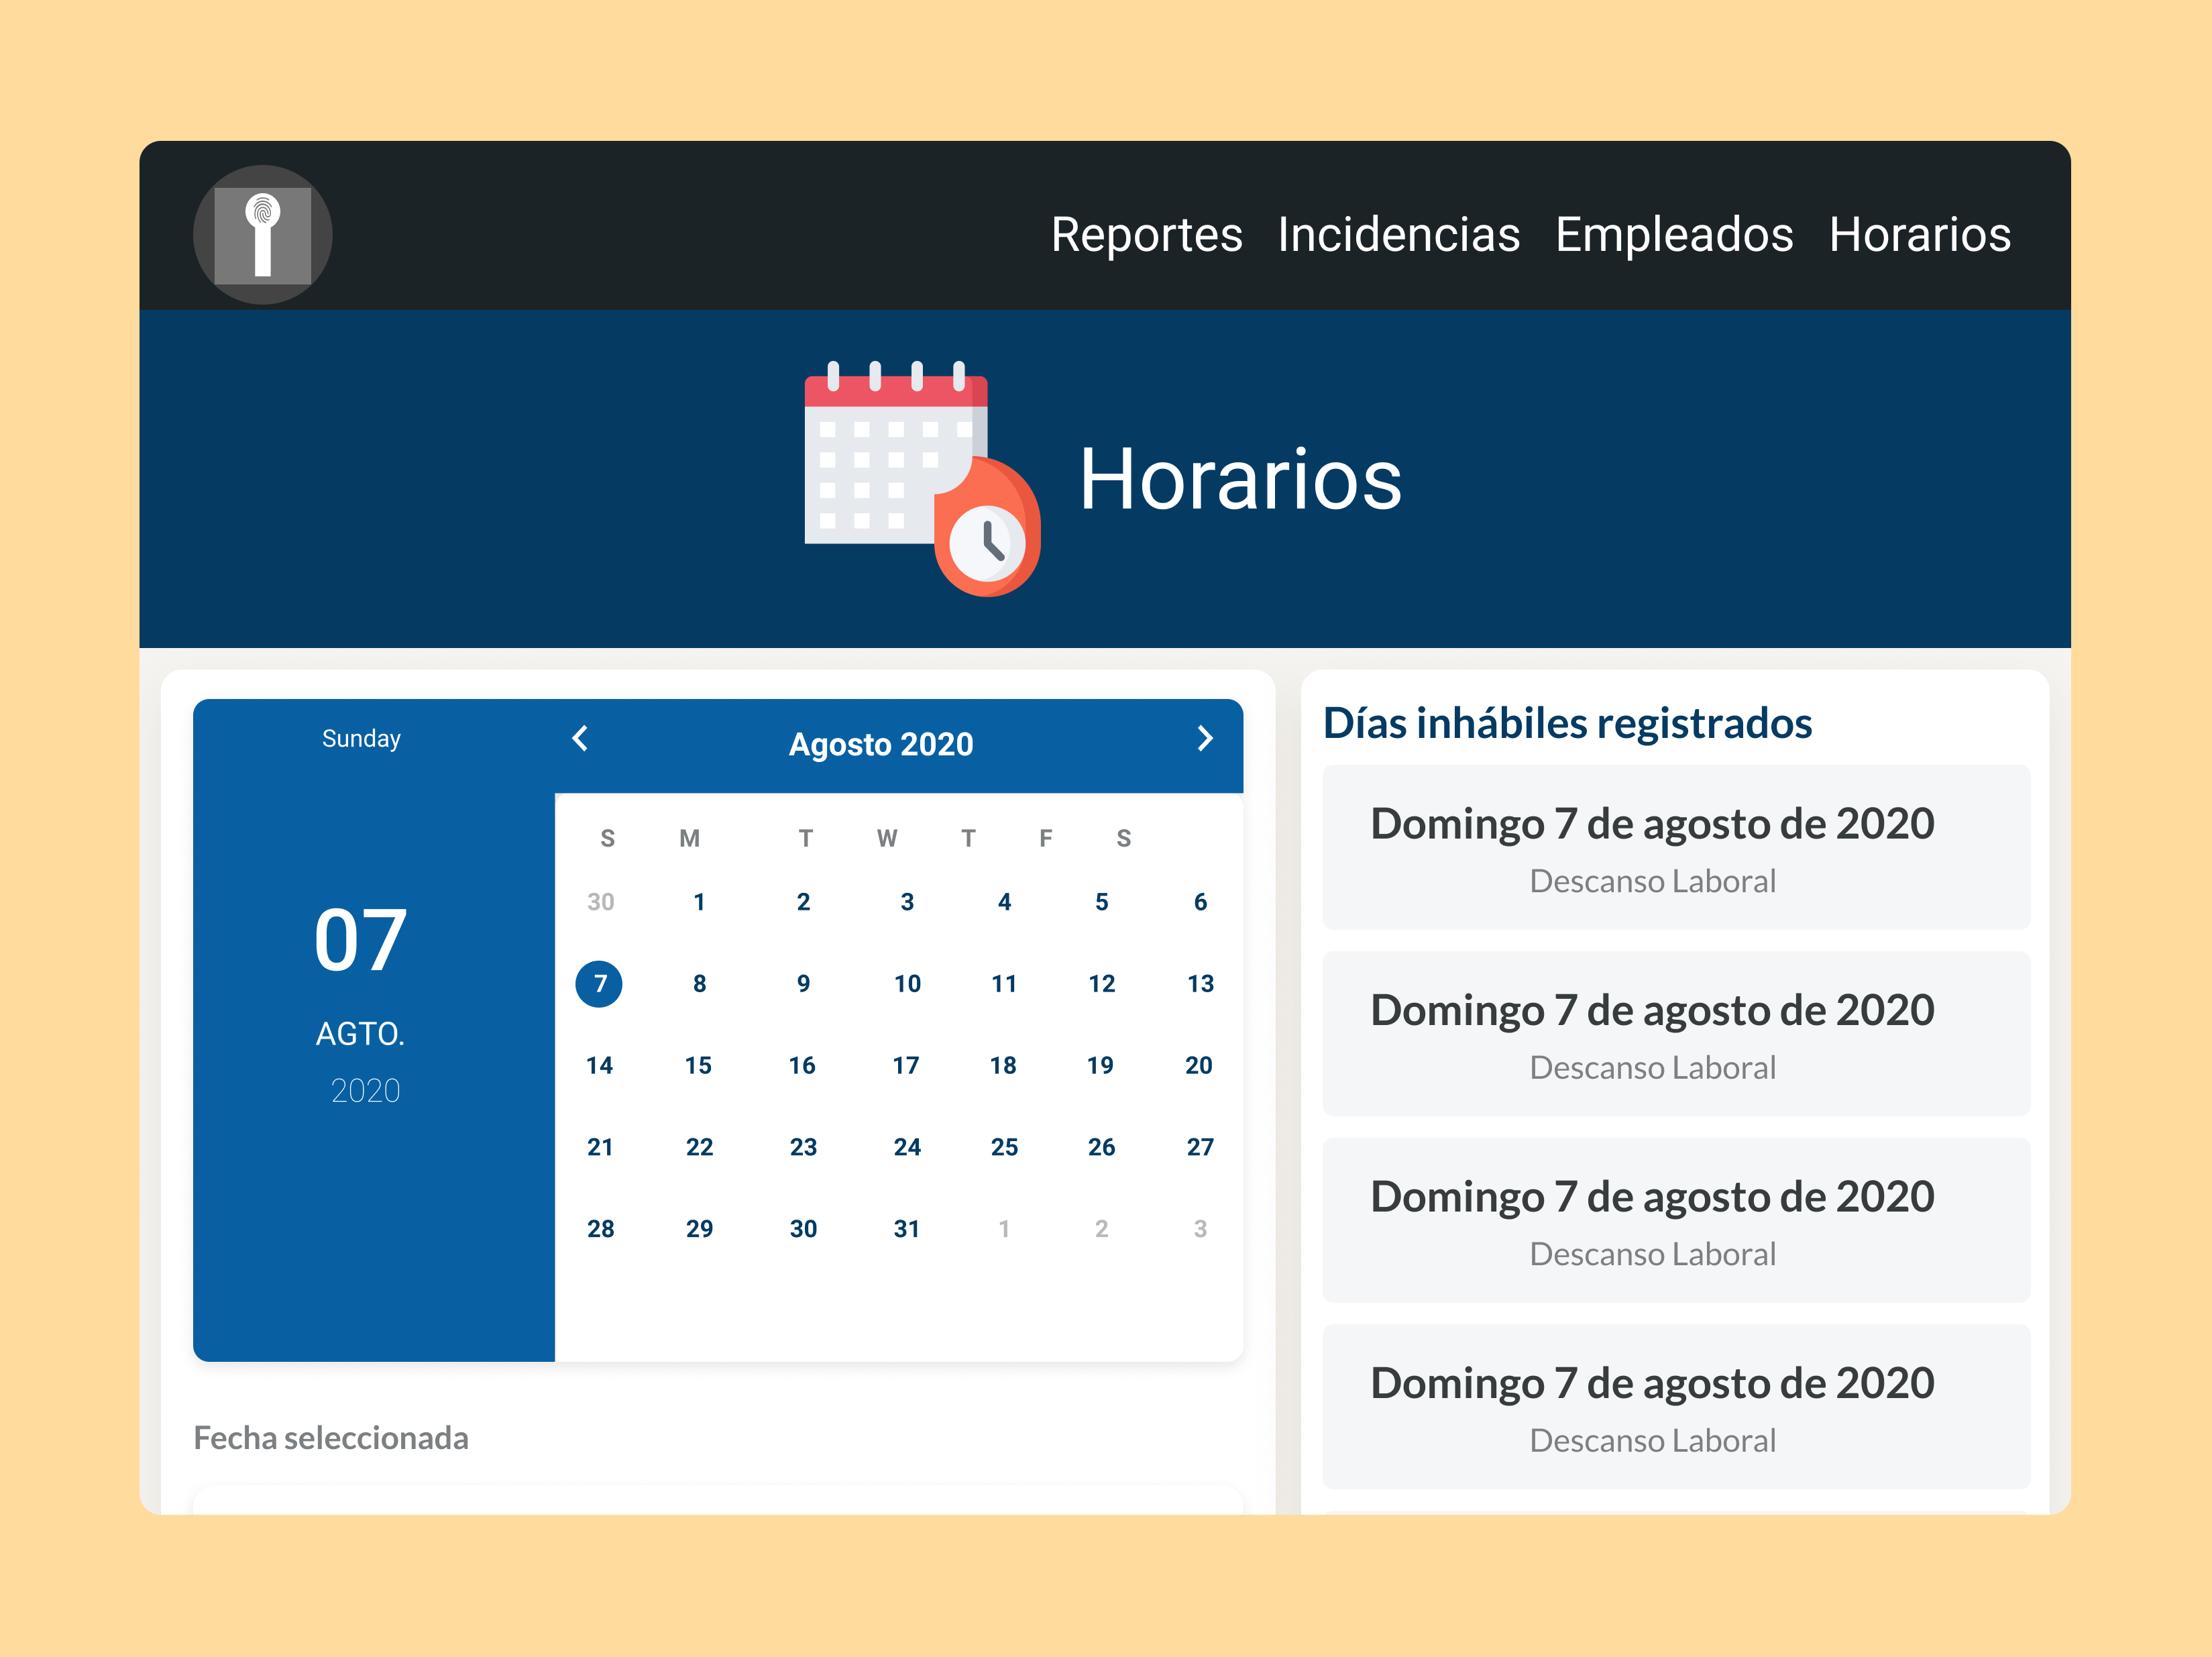 Reportes Incidencias Empleados Horarios
Horarios
Sunday
07
AGTO.
2020
Agosto 2020
S M T W T F S
30 1 2 3 4 5 6
7 8 9 10 11 12 13
14 15 16 17 18 19 20
21 22 23 24 25 26 27
28 29 30 31 1 2 3
Fecha seleccionada
Días inhábiles registrados
Domingo 7 de agosto de 2020
Descanso Laboral
Domingo 7 de agosto de 2020
Descanso Laboral
Domingo 7 de agosto de 2020
Descanso Laboral
Domingo 7 de agosto de 2020
Descanso Laboral